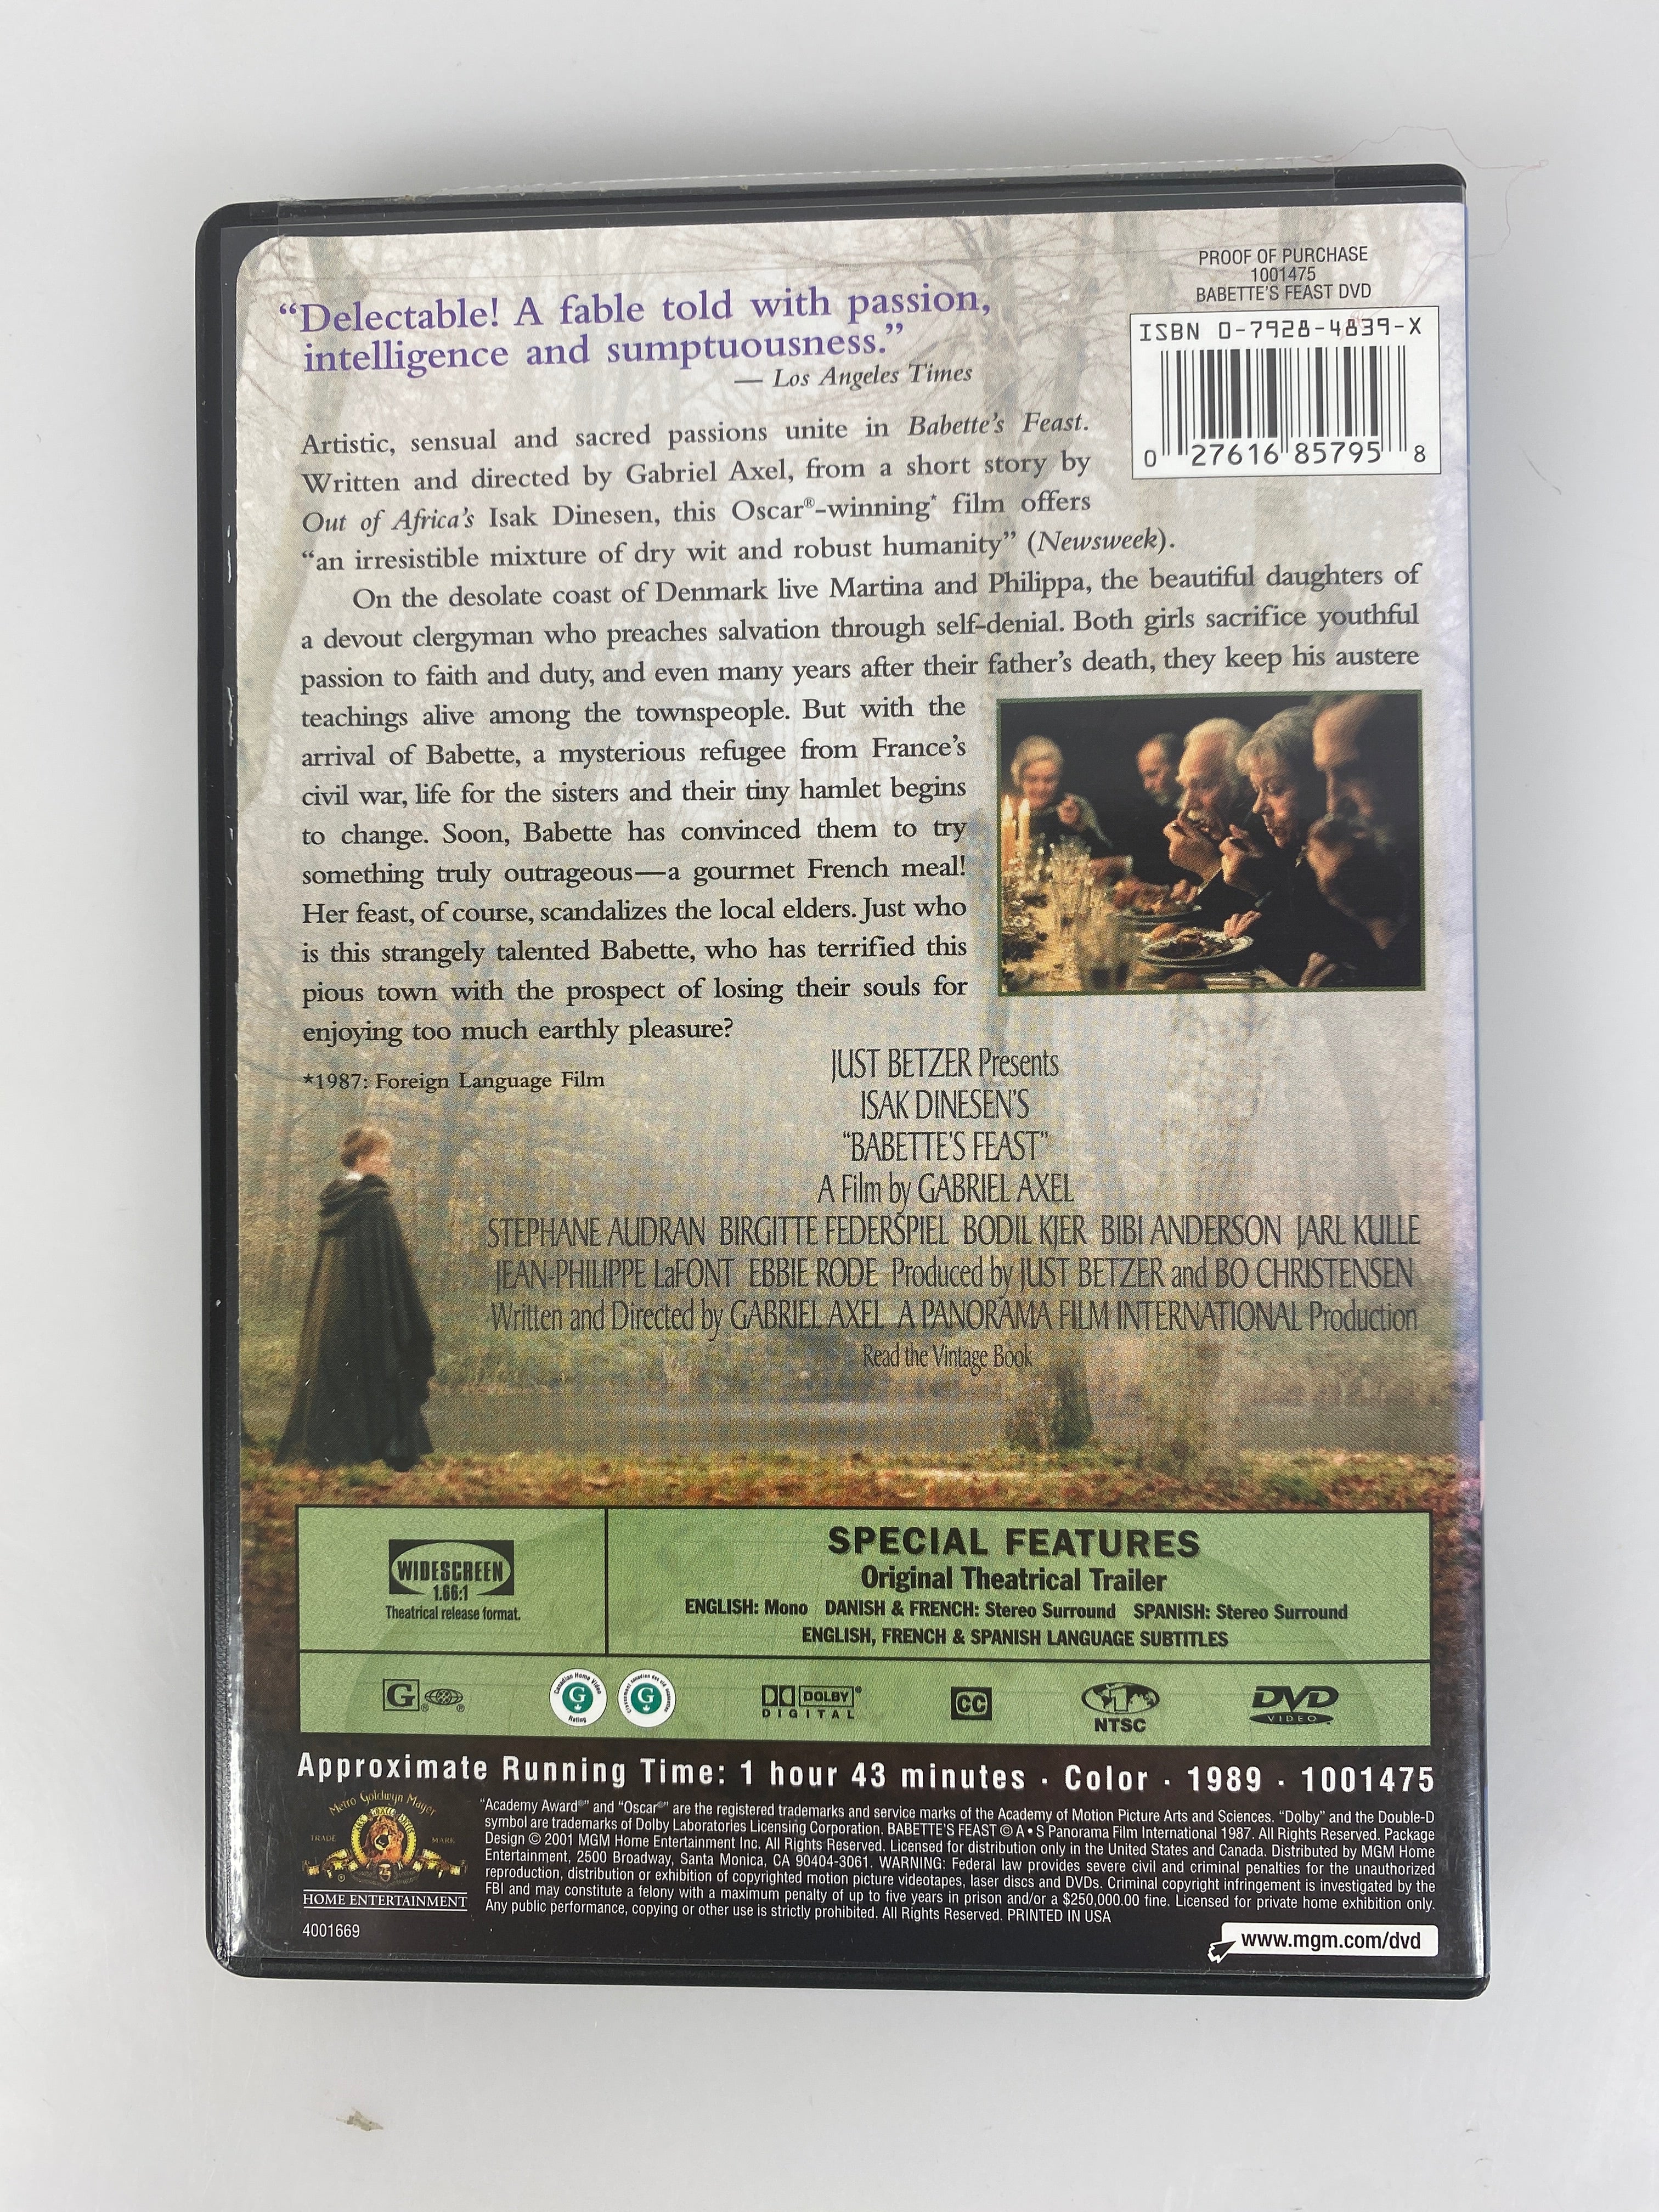 PROOF OF PURCHASE
1001475
BABETTE'S FEAST DVD
ISBN 0-7928-4839-X
0 27616 85795 8
“Delectable! A fable told with passion,
intelligence and sumptuousness.”
— Los Angeles Times
Artistic, sensual and sacred passions unite in Babette’s Feast.
Written and directed by Gabriel Axel, from a short story by
Out of Africa’s Isak Dinesen, this Oscar®-winning* film offers
“an irresistible mixture of dry wit and robust humanity” (Newsweek).
On the desolate coast of Denmark live Martina and Philippa, the beautiful daughters of
a devout clergyman who preaches salvation through self-denial. Both girls sacrifice youthful
passion to faith and duty, and even many years after their father’s death, they keep his austere
teachings alive among the townspeople. But with the
arrival of Babette, a mysterious refugee from France’s
civil war, life for the sisters and their tiny hamlet begins
to change. Soon, Babette has convinced them to try
something truly outrageous—a gourmet French meal!
Her feast, of course, scandalizes the local elders. Just who
is this strangely talented Babette, who has terrified this
pious town with the prospect of losing their souls for
enjoying too much earthly pleasure?
*1987: Foreign Language Film
JUST BETZER Presents
ISAK DINESEN'S
“BABETTE'S FEAST”
A Film by GABRIEL AXEL
STEPHANE AUDRAN BIRGITTE FEDERSPIEL BODIL KJER BIBI ANDERSON JARL KULLE
JEAN-PHILIPPE LaFONT EBBIE RODE Produced by JUST BETZER and BO CHRISTENSEN
Written and Directed by GABRIEL AXEL A PANORAMA FILM INTERNATIONAL Production
Read the Vintage Book
WIDESCREEN
1.66:1
Theatrical release format.
SPECIAL FEATURES
Original Theatrical Trailer
ENGLISH: Mono DANISH & FRENCH: Stereo Surround SPANISH: Stereo Surround
ENGLISH, FRENCH & SPANISH LANGUAGE SUBTITLES
G ® ®
Canadian Home Video
G
Rating
G
DOLBY®
DIGITAL
CC
NTSC
DVD
VIDEO
Approximate Running Time: 1 hour 43 minutes · Color · 1989 · 1001475
Metro Goldwyn Mayer
TRADE MARK
HOME ENTERTAINMENT
4001669
“Academy Award®” and “Oscar®” are the registered trademarks and service marks of the Academy of Motion Picture Arts and Sciences. “Dolby” and the Double-D
symbol are trademarks of Dolby Laboratories Licensing Corporation. BABETTE'S FEAST © A•S Panorama Film International 1987. All Rights Reserved. Package
Design © 2001 MGM Home Entertainment Inc. All Rights Reserved. Licensed for distribution only in the United States and Canada. Distributed by MGM Home
Entertainment, 2500 Broadway, Santa Monica, CA 90404-3061. WARNING: Federal law provides severe civil and criminal penalties for the unauthorized
reproduction, distribution or exhibition of copyrighted motion picture videotapes, laser discs and DVDs. Criminal copyright infringement is investigated by the
FBI and may constitute a felony with a maximum penalty of up to five years in prison and/or a $250,000.00 fine. Licensed for private home exhibition only.
Any public performance, copying or other use is strictly prohibited. All Rights Reserved. PRINTED IN USA
www.mgm.com/dvd